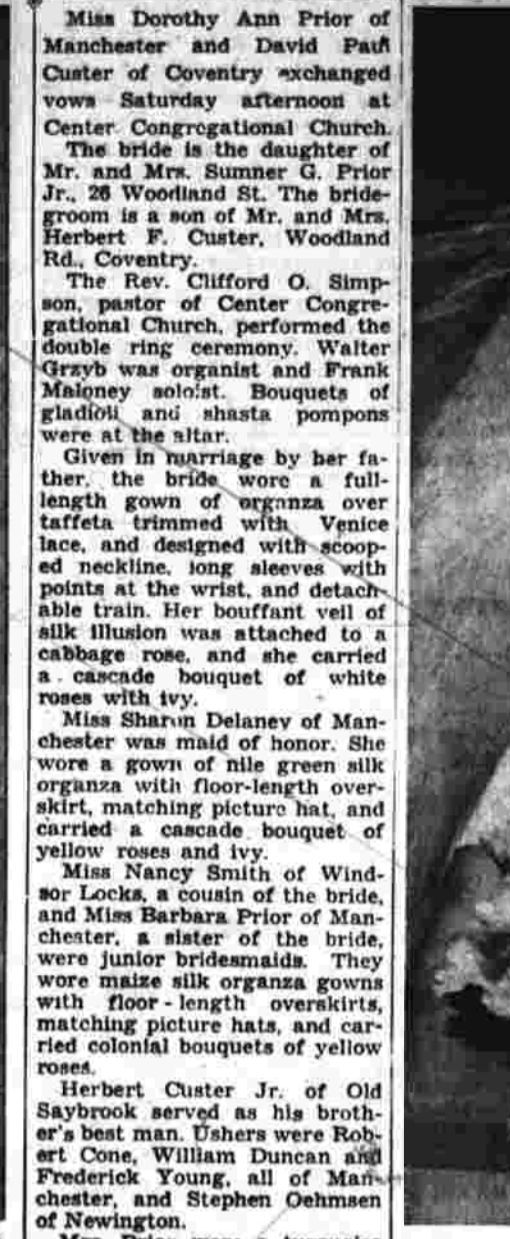 Miss Dorothy Ann Prior of
Manchester and David Paul
Custer of Coventry exchanged
vows Saturday afternoon at
Center Congregational Church.
The bride is the daughter of
Mr. and Mrs. Sumner G. Prior
Jr., 26 Woodland St. The bride-
groom is a son of Mr. and Mrs.
Herbert F. Custer, Woodland
Rd., Coventry.
The Rev. Clifford O. Simp-
son, pastor of Center Congre-
gational Church, performed the
double ring ceremony. Walter
Grzyb was organist and Frank
Maloney soloist. Bouquets of
gladioli and shasta pompons
were at the altar.
Given in marriage by her fa-
ther, the bride wore a full-
length gown of organza over
taffeta trimmed with Venice
lace, and designed with scoop-
ed neckline, long sleeves with
points at the wrist, and detach-
able train. Her bouffant veil of
silk illusion was attached to a
cabbage rose, and she carried
a cascade bouquet of white
roses with ivy.
Miss Sharon Delaney of Man-
chester was maid of honor. She
wore a gown of nile green silk
organza with floor-length over-
skirt, matching picture hat, and
carried a cascade bouquet of
yellow roses and ivy.
Miss Nancy Smith of Wind-
sor Locks, a cousin of the bride,
and Miss Barbara Prior of Man-
chester, a sister of the bride,
were junior bridesmaids. They
wore maize silk organza gowns
with floor - length overskirts,
matching picture hats, and car-
ried colonial bouquets of yellow
roses.
Herbert Custer Jr. of Old
Saybrook served as his broth-
er's best man. Ushers were Rob-
ert Cone, William Duncan and
Frederick Young, all of Man-
chester, and Stephen Oehmsen
of Newington.
Mrs. Prior wore a